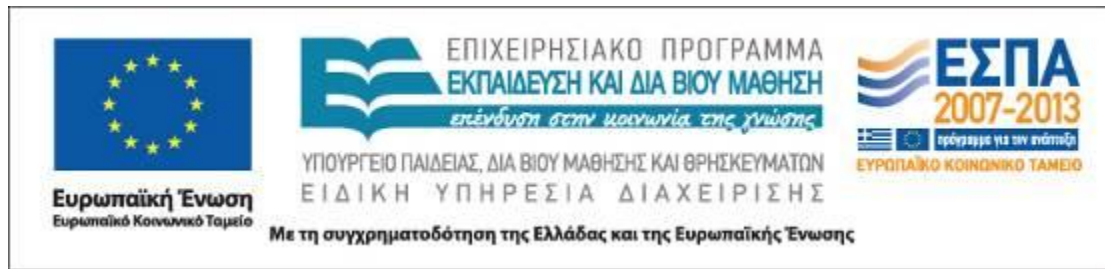 Ευρωπαϊκή Ένωση
Ευρωπαϊκό Κοινωνικό Ταμείο
ΕΠΙΧΕΙΡΗΣΙΑΚΟ ΠΡΟΓΡΑΜΜΑ
ΕΚΠΑΙΔΕΥΣΗ ΚΑΙ ΔΙΑ ΒΙΟΥ ΜΑΘΗΣΗ
επένδυση στην κοινωνία της γνώσης
ΥΠΟΥΡΓΕΙΟ ΠΑΙΔΕΙΑΣ, ΔΙΑ ΒΙΟΥ ΜΑΘΗΣΗΣ ΚΑΙ ΘΡΗΣΚΕΥΜΑΤΩΝ
ΕΙΔΙΚΗ ΥΠΗΡΕΣΙΑ ΔΙΑΧΕΙΡΙΣΗΣ
ΕΣΠΑ
2007-2013
πρόγραμμα για την ανάπτυξη
ΕΥΡΩΠΑΪΚΟ ΚΟΙΝΩΝΙΚΟ ΤΑΜΕΙΟ
Με τη συγχρηματοδότηση της Ελλάδας και της Ευρωπαϊκής Ένωσης